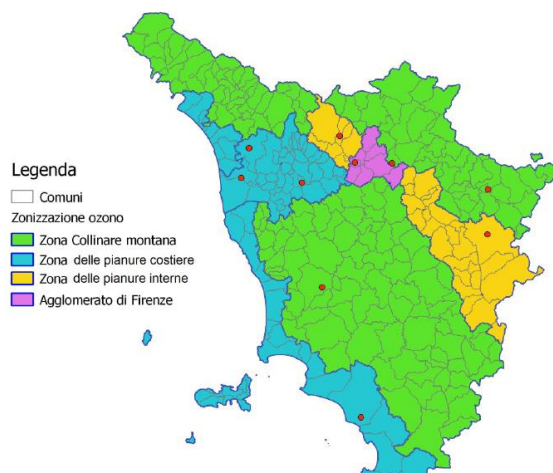 Legenda
Comuni
Zonizzazione ozono
Zona Collinare montana
Zona delle pianure costiere
Zona delle pianure interne
Agglomerato di Firenze